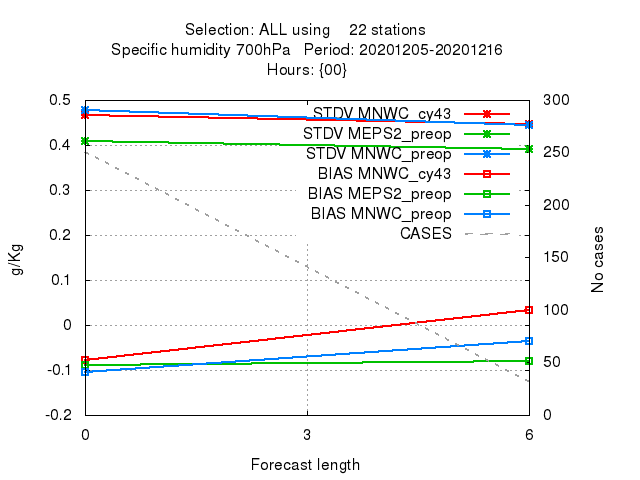 Selection: ALL using 22 stations
Specific humidity 700hPa Period: 20201205-20201216
Hours: {00}
0.5
0.4
0.3
0.2
0.1
0
-0.1
-0.2
g/Kg
STDV MNWC_cy43
STDV MEPS2_preop
STDV MNWC_preop
BIAS MNWC_cy43
BIAS MEPS2_preop
BIAS MNWC_preop
CASES
300
250
200
150
100
50
0
No cases
0 3 6
Forecast length